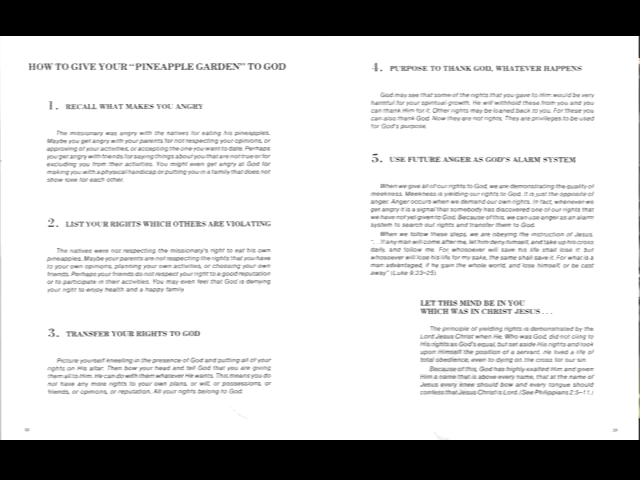 HOW TO GIVE YOUR "PINEAPPLE GARDEN" TO GOD
1. RECALL WHAT MAKES YOU ANGRY
The missionary was angry with the natives for eating his pineapples.
Maybe you get angry with your parents for not respecting your opinions, or
approving of your activities, or accepting the one you want to date. Perhaps
you get angry with friends for saying things about you that are not true or for
excluding you from their activities. You might even get angry at God for
making you with a physical handicap or putting you in a family that does not
show love for each other.
2. LIST YOUR RIGHTS WHICH OTHERS ARE VIOLATING
The natives were not respecting the missionary's right to eat his own
pineapples. Maybe your parents are not respecting the rights that you have
to your own opinions, planning your own activities, or choosing your own
friends. Perhaps your friends do not respect your right to a good reputation
or to participate in their activities. You may even feel that God is denying
your right to enjoy health and a happy family.
3. TRANSFER YOUR RIGHTS TO GOD
Picture yourself kneeling in the presence of God and putting all of your
rights on His altar. Then bow your head and tell God that you are giving
them all to Him. He can do with them whatever He wants. This means you do
not have any more rights to your own plans, or will, or possessions, or
friends, or opinions, or reputation. All your rights belong to God.
4. PURPOSE TO THANK GOD, WHATEVER HAPPENS
God may see that some of the rights that you gave to Him would be very
harmful for your spiritual growth. He will withhold these from you and you
can thank Him for it. Other rights may be loaned back to you. For these you
can also thank God. Now they are not rights. They are privileges to be used
for God's purpose.
5. USE FUTURE ANGER AS GOD'S ALARM SYSTEM
When we give all of our rights to God, we are demonstrating the quality of
meekness. Meekness is yielding our rights to God. It is just the opposite of
anger. Anger occurs when we demand our own rights. In fact, whenever we
get angry it is a signal that somebody has discovered one of our rights that
we have not yet given to God. Because of this, we can use anger as an alarm
system to search out rights and transfer them to God.
When we follow these steps, we are obeying the instruction of Jesus.
". . . If any man will come after me, let him deny himself, and take up his cross
daily, and follow me. For whosoever will save his life shall lose it: but
whosoever will lose his life for my sake, the same shall save it. For what is a
man advantaged, if he gain the whole world, and lose himself, or be cast
away" (Luke 9:23–25).
LET THIS MIND BE IN YOU
WHICH WAS IN CHRIST JESUS . . .
The principle of yielding rights is demonstrated by the
Lord Jesus Christ when He, Who was God, did not cling to
His rights as God's equal, but set aside His rights and took
upon Himself the position of a servant. He lived a life of
total obedience, even to dying on the cross for our sin.
Because of this, God has highly exalted Him and given
Him a name that is above every name, that at the name of
Jesus every knee should bow and every tongue should
confess that Jesus Christ is Lord. (See Philippians 2:5–11.)